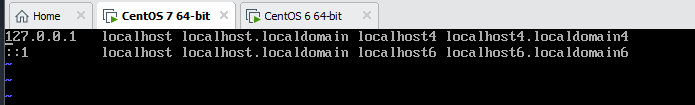 Home CentOS 7 64-bit CentOS 6 64-bit
127.0.0.1 localhost localhost.localdomain localhost4 localhost4.localdomain4
::1 localhost localhost.localdomain localhost6 localhost6.localdomain6
~
~
~